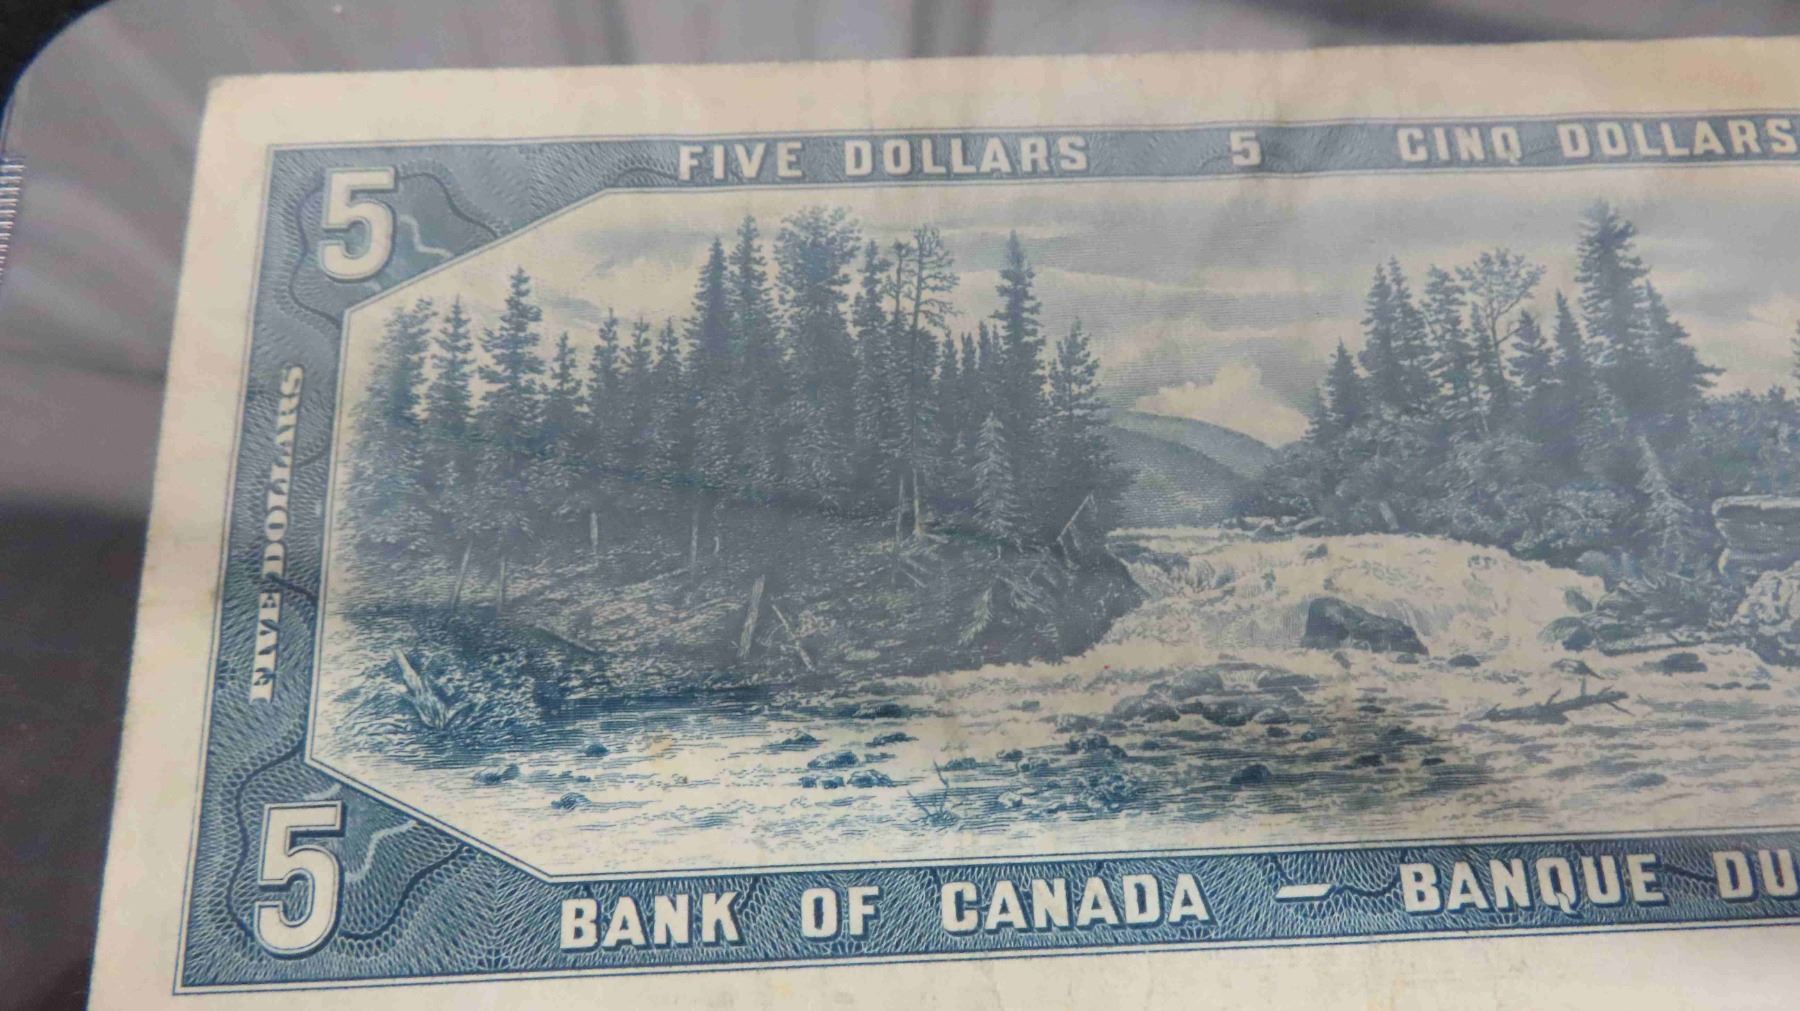 FIVE DOLLARS 5 CINQ DOLLARS
5
FIVE DOLLARS
5
BANK OF CANADA — BANQUE DU